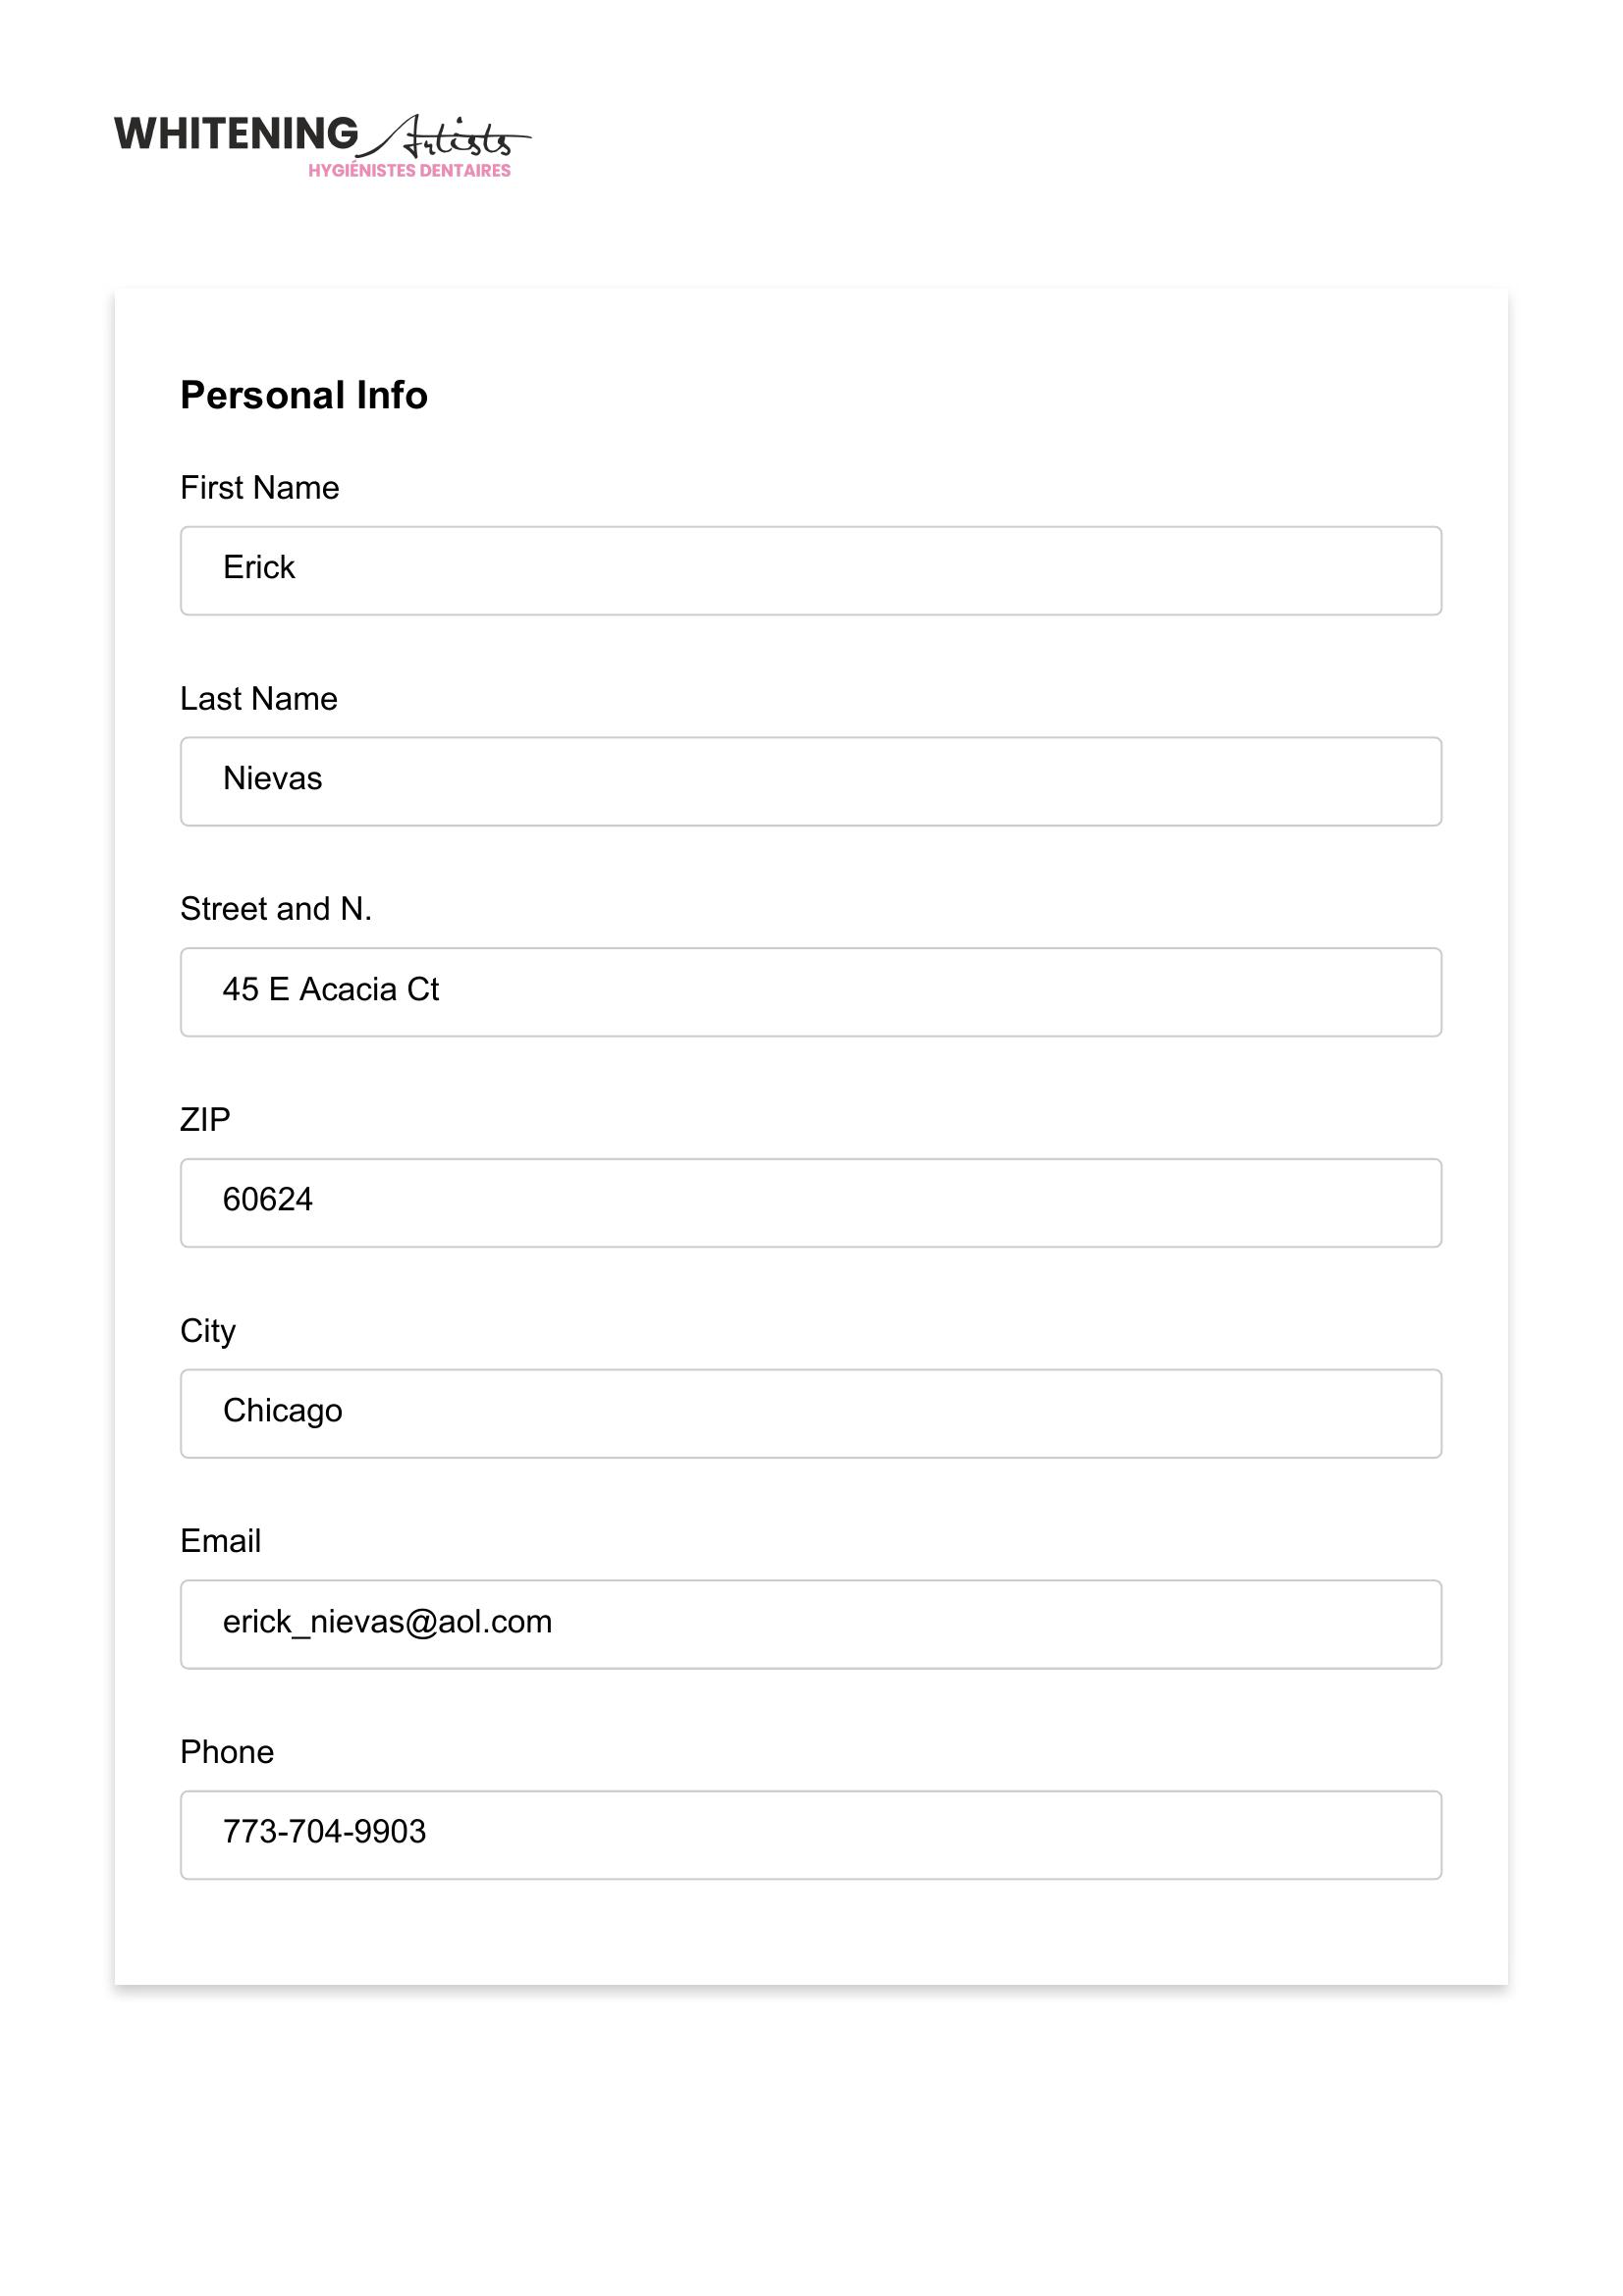 WHITENING Artists
HYGIÉNISTES DENTAIRES
Personal Info
First Name
Erick
Last Name
Nievas
Street and N.
45 E Acacia Ct
ZIP
60624
City
Chicago
Email
erick_nievas@aol.com
Phone
773-704-9903